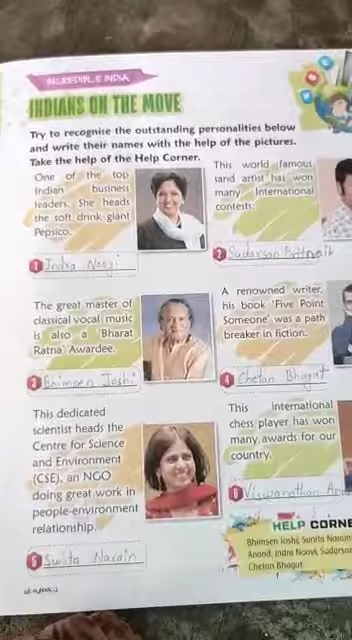 INCREDIBLE INDIA
INDIANS ON THE MOVE
Try to recognise the outstanding personalities below
and write their names with the help of the pictures.
Take the help of the Help Corner.
One of the top
Indian business
leaders. She heads
the soft drink giant
Pepsico.
1 Indra Nooyi
This world famous
sand artist has won
many International
contests.
2 Sudarsan Pattnaik
The great master of
classical vocal music
is also a 'Bharat
Ratna' Awardee.
3 Bhimsen Joshi
A renowned writer,
his book 'Five Point
Someone' was a path
breaker in fiction.
4 Chetan Bhagat
This dedicated
scientist heads the
Centre for Science
and Environment
(CSE), an NGO
doing great work in
people-environment
relationship.
5 Sunita Narain
This International
chess player has won
many awards for our
country.
6 Viswanathan
HELP CORNE
Bhimsen Joshi, Sunita Narain
Anand, Indra Nooyi, Sudarsan
Chetan Bhagat